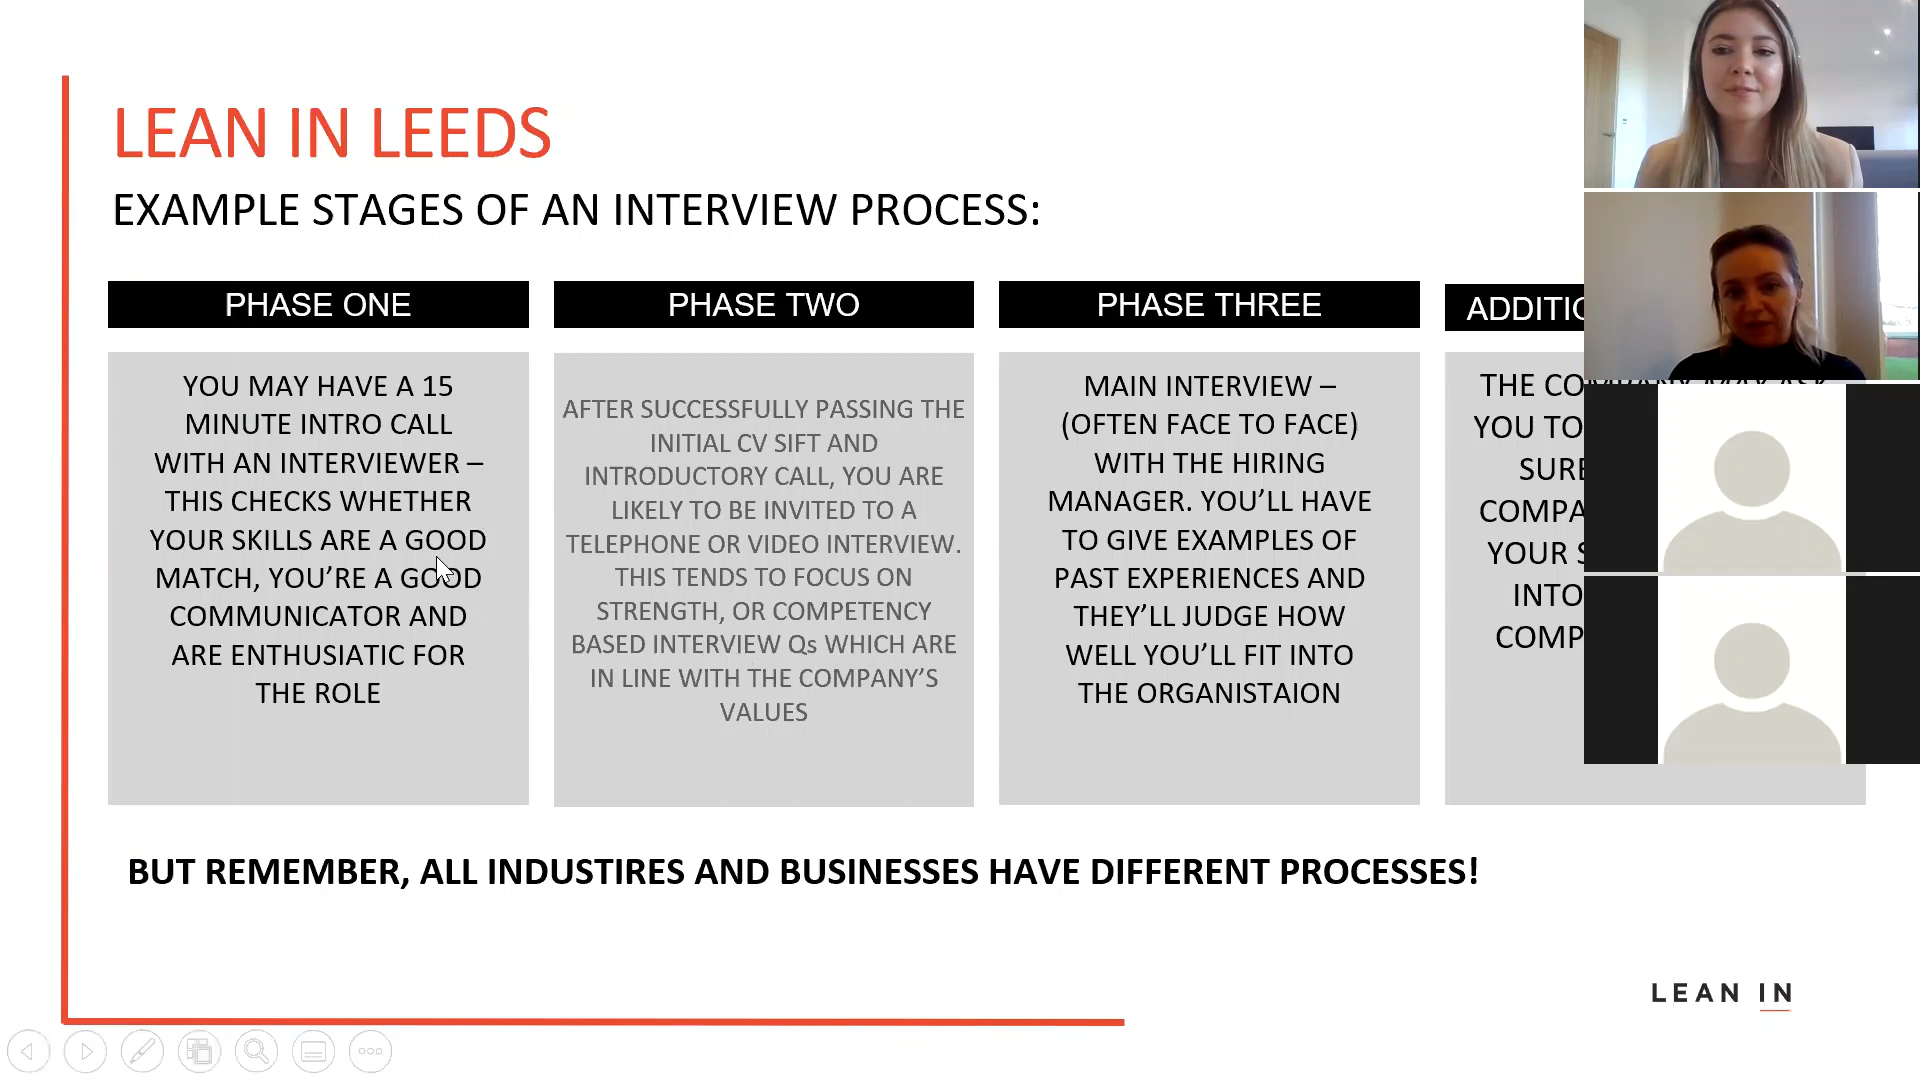 LEAN IN LEEDS
EXAMPLE STAGES OF AN INTERVIEW PROCESS:
PHASE ONE
YOU MAY HAVE A 15
MINUTE INTRO CALL
WITH AN INTERVIEWER –
THIS CHECKS WHETHER
YOUR SKILLS ARE A GOOD
MATCH, YOU'RE A GOOD
COMMUNICATOR AND
ARE ENTHUSIATIC FOR
THE ROLE
PHASE TWO
AFTER SUCCESSFULLY PASSING THE
INITIAL CV SIFT AND
INTRODUCTORY CALL, YOU ARE
LIKELY TO BE INVITED TO A
TELEPHONE OR VIDEO INTERVIEW.
THIS TENDS TO FOCUS ON
STRENGTH, OR COMPETENCY
BASED INTERVIEW Qs WHICH ARE
IN LINE WITH THE COMPANY'S
VALUES
PHASE THREE
MAIN INTERVIEW –
(OFTEN FACE TO FACE)
WITH THE HIRING
MANAGER. YOU'LL HAVE
TO GIVE EXAMPLES OF
PAST EXPERIENCES AND
THEY'LL JUDGE HOW
WELL YOU'LL FIT INTO
THE ORGANISTAION
THE
YOU TO
YOUR
INTO
BUT REMEMBER, ALL INDUSTIRES AND BUSINESSES HAVE DIFFERENT PROCESSES!
LEAN IN